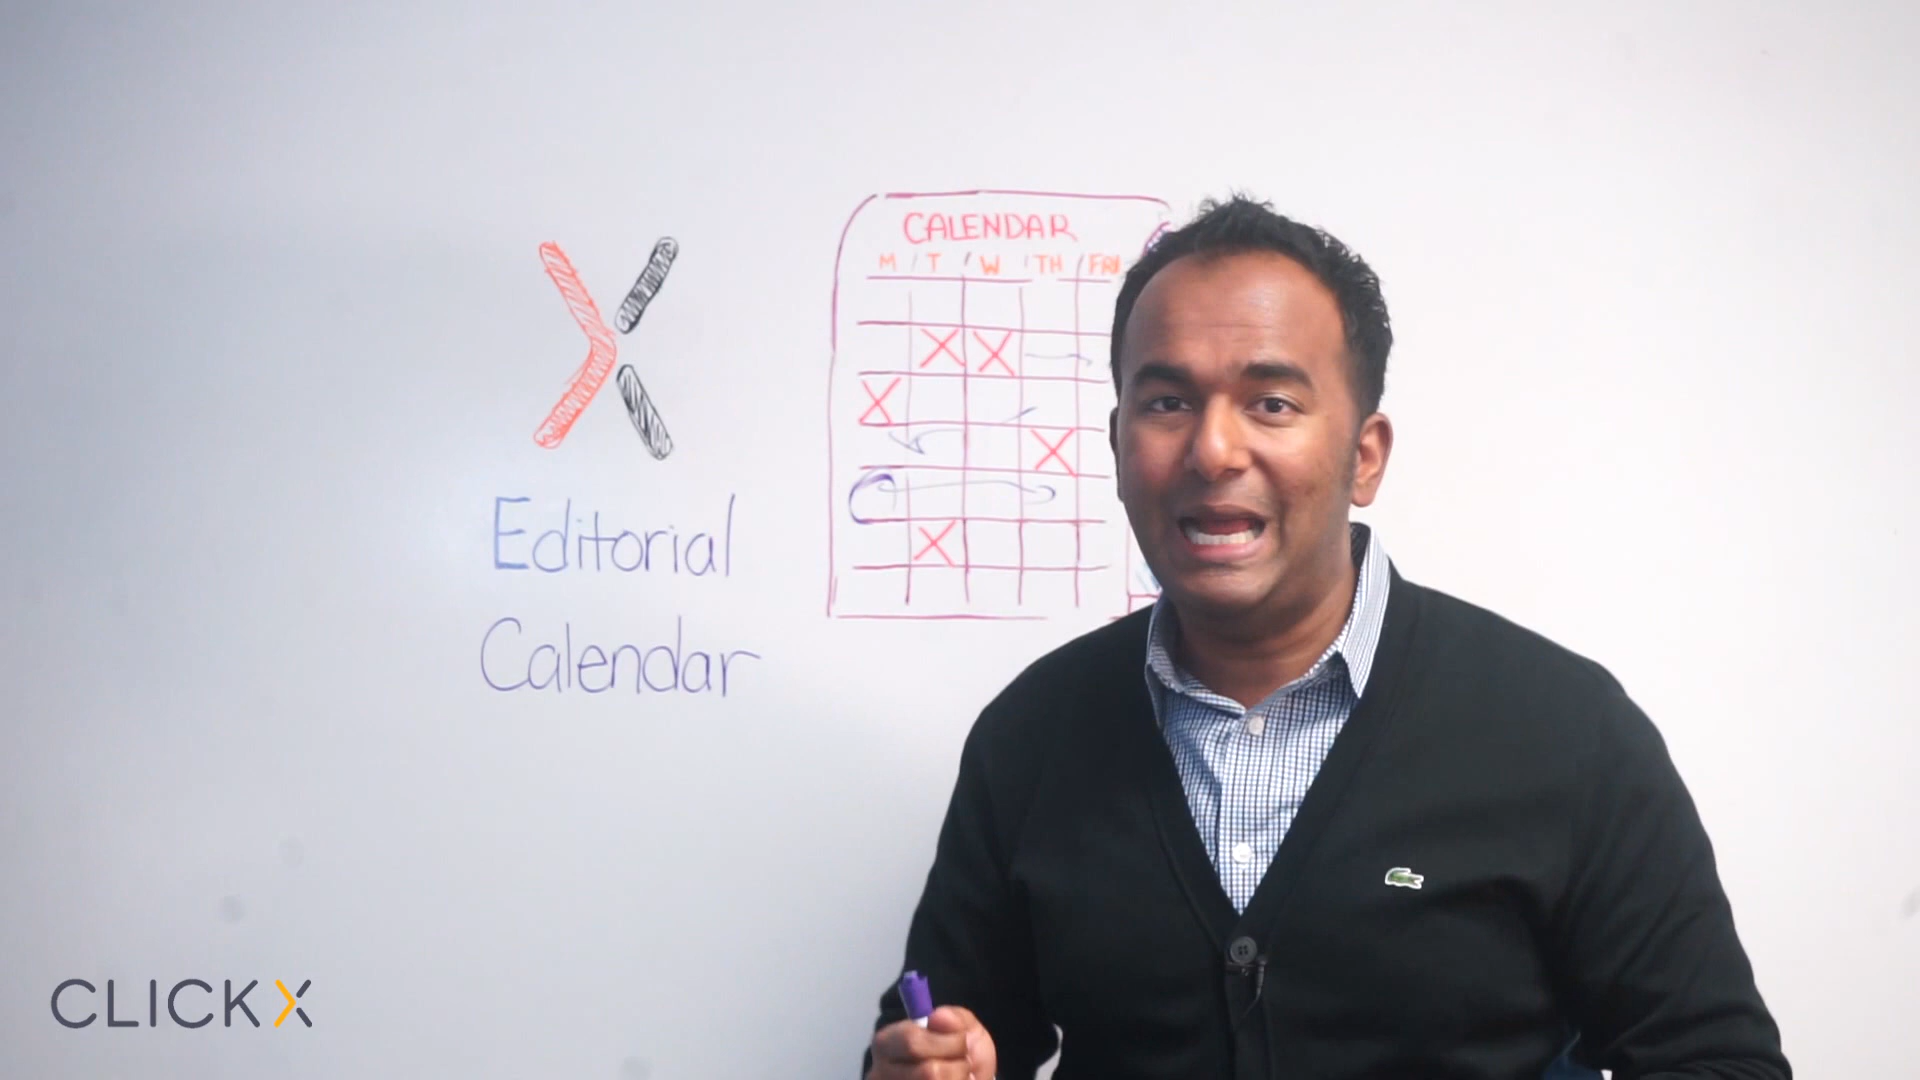 CALENDAR
M T W TH FRI
X X
X
X
X
Editorial
Calendar
CLICKX